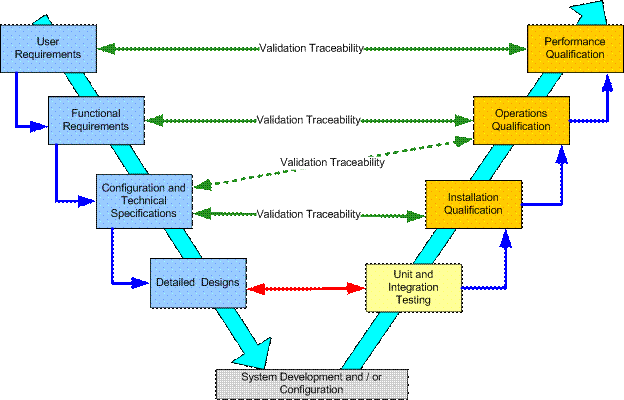 User
Requirements
Validation Traceability
Performance
Qualification
Functional
Requirements
Validation Traceability
Operations
Qualification
Validation Traceability
Configuration and
Technical
Specifications
Validation Traceability
Installation
Qualification
Detailed Designs
Unit and
Integration
Testing
System Development and / or
Configuration